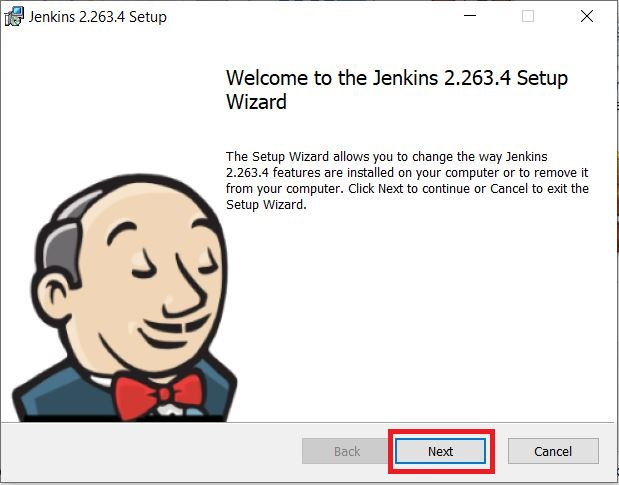 Jenkins 2.263.4 Setup
Welcome to the Jenkins 2.263.4 Setup
Wizard
The Setup Wizard allows you to change the way Jenkins
2.263.4 features are installed on your computer or to remove it
from your computer. Click Next to continue or Cancel to exit the
Setup Wizard.
Back Next Cancel